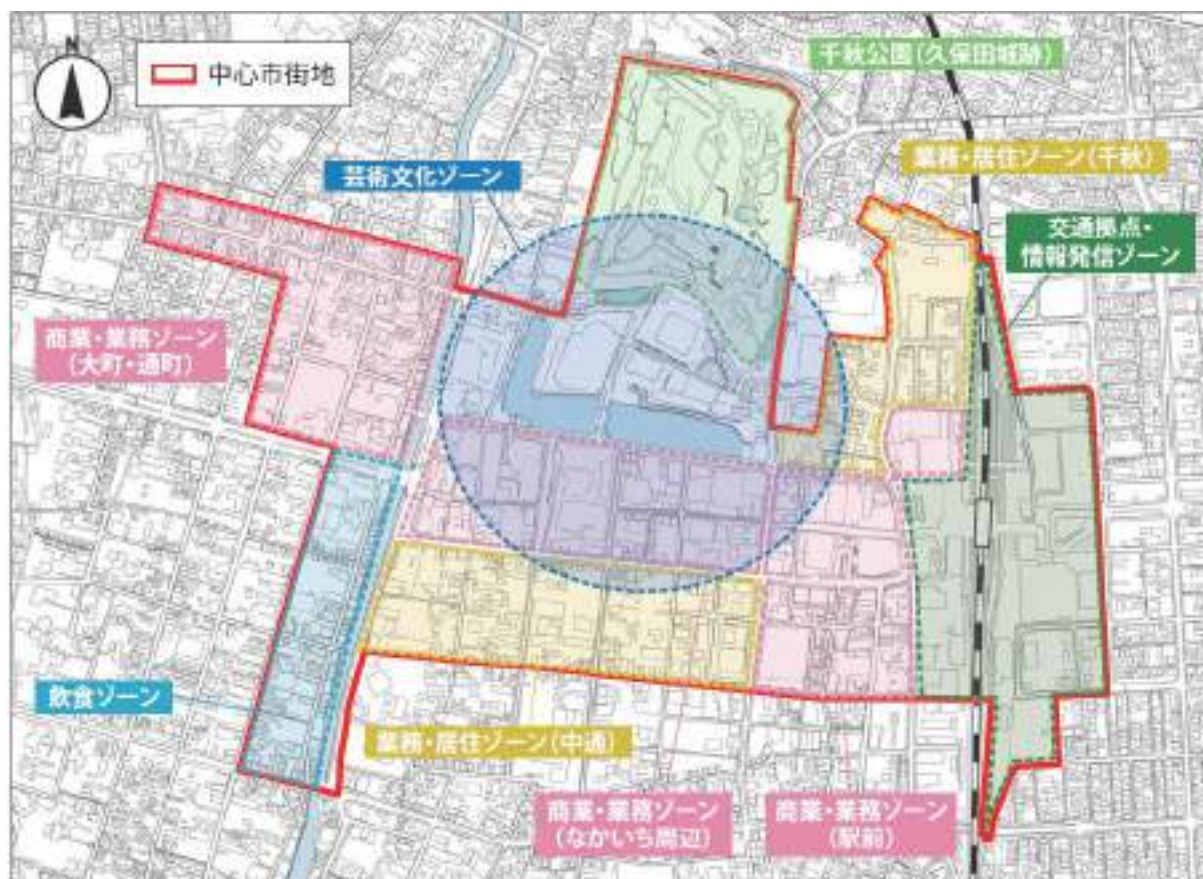 N
中心市街地
千秋公園(久保田城跡)
業務・居住ゾーン(千秋)
芸術文化ゾーン
交通拠点・
情報発信ゾーン
商業・業務ゾーン
(大町・通町)
飲食ゾーン
業務・居住ゾーン(中通)
商業・業務ゾーン
(なかいち周辺)
商業・業務ゾーン
(駅前)